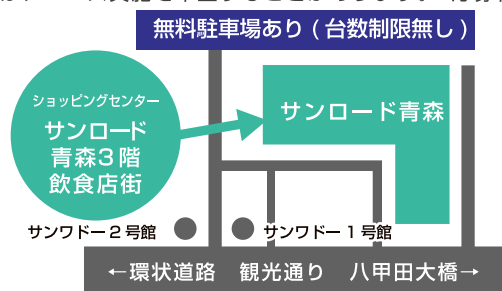 無料駐車場あり(台数制限無し)
ショッピングセンター
サンロード
青森3階
飲食店街
サンロード青森
サンワドー2号館
サンワドー1号館
←環状道路 観光通り 八甲田大橋→